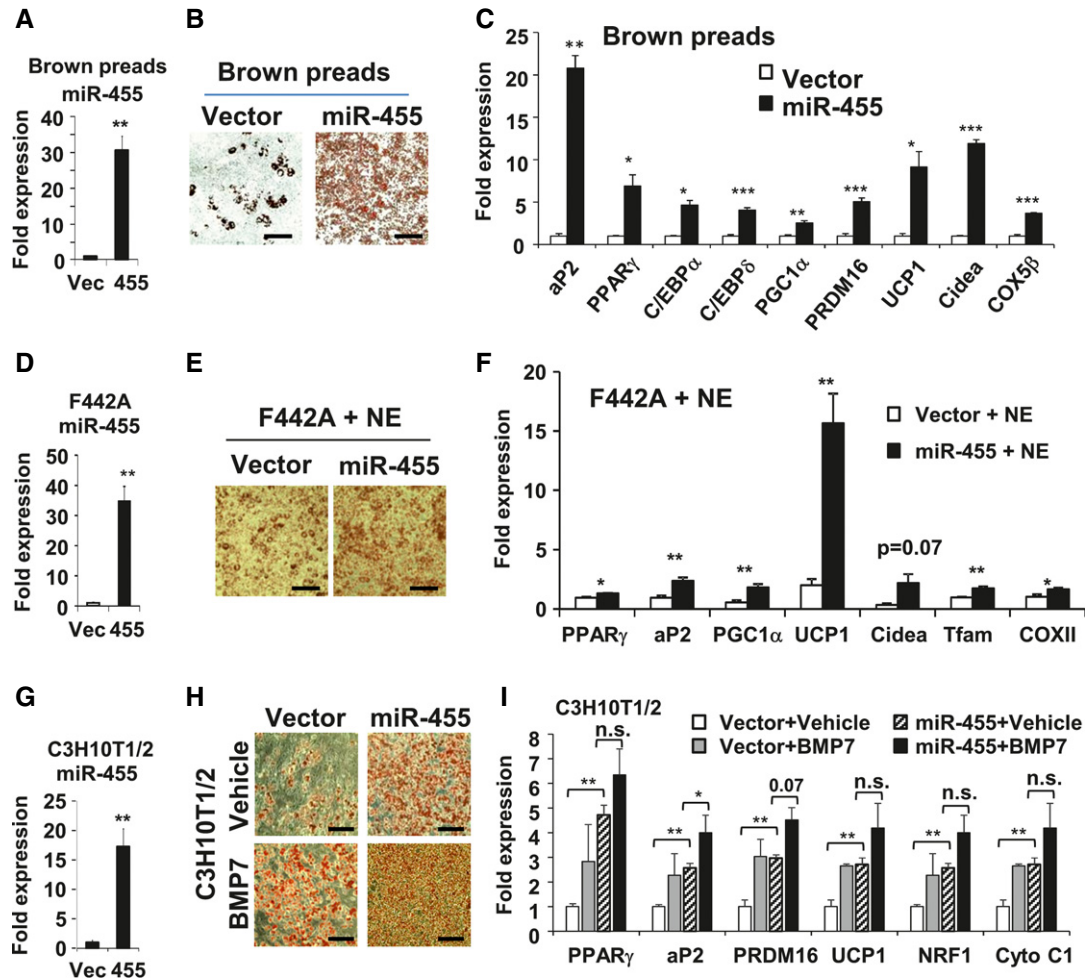 A
Brown preads
miR-455
Fold expression
40
30
20
10
0
**
Vec 455
B
Brown preads
Vector miR-455
C
Brown preads
Vector
miR-455
Fold expression
25
20
15
10
5
0
** * * *** ** *** * *** ***
aP2 PPARγ C/EBPα C/EBPδ PGC1α PRDM16 UCP1 Cidea COX5β
D
F442A
miR-455
Fold expression
50
40
30
20
10
0
**
Vec 455
E
F442A + NE
Vector miR-455
F
F442A + NE
Vector + NE
miR-455 + NE
Fold expression
20
15
10
5
0
* ** ** ** p=0.07 ** *
PPARγ aP2 PGC1α UCP1 Cidea Tfam COXII
G
C3H10T1/2
miR-455
Fold expression
25
20
15
10
5
0
**
Vec 455
H
Vector miR-455
C3H10T1/2
Vehicle
BMP7
I
C3H10T1/2
Vector+Vehicle miR-455+Vehicle
Vector+BMP7 miR-455+BMP7
Fold expression
8
7
6
5
4
3
2
1
0
** n.s. ** * ** 0.07 ** n.s. ** n.s. ** n.s.
PPARγ aP2 PRDM16 UCP1 NRF1 Cyto C1